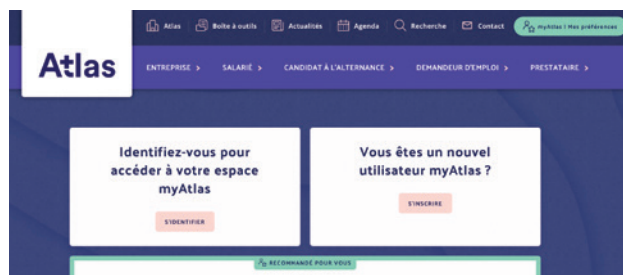 Atlas
Boîte à outils
Actualités
Agenda
Recherche
Contact
myAtlas ! Mes préférences
Atlas
ENTREPRISE >
SALARIÉ >
CANDIDAT À L'ALTERNANCE >
DEMANDEUR D'EMPLOI >
PRESTATAIRE >
Identifiez-vous pour
accéder à votre espace
myAtlas
S'IDENTIFIER
Vous êtes un nouvel
utilisateur myAtlas ?
S'INSCRIRE
RECOMMANDÉ POUR VOUS